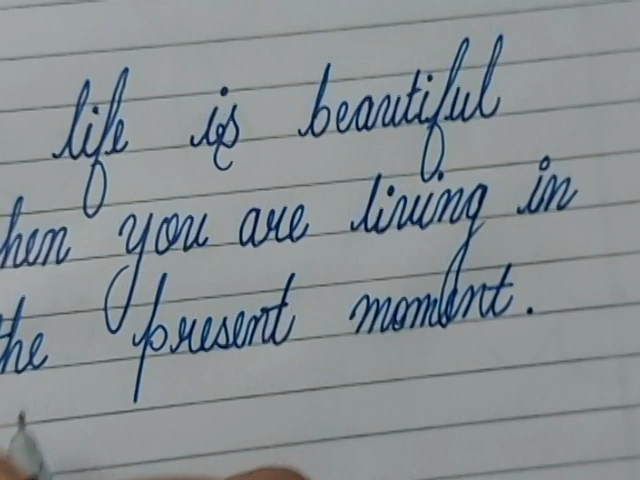 life is beautiful
hen you are living in
the present moment.